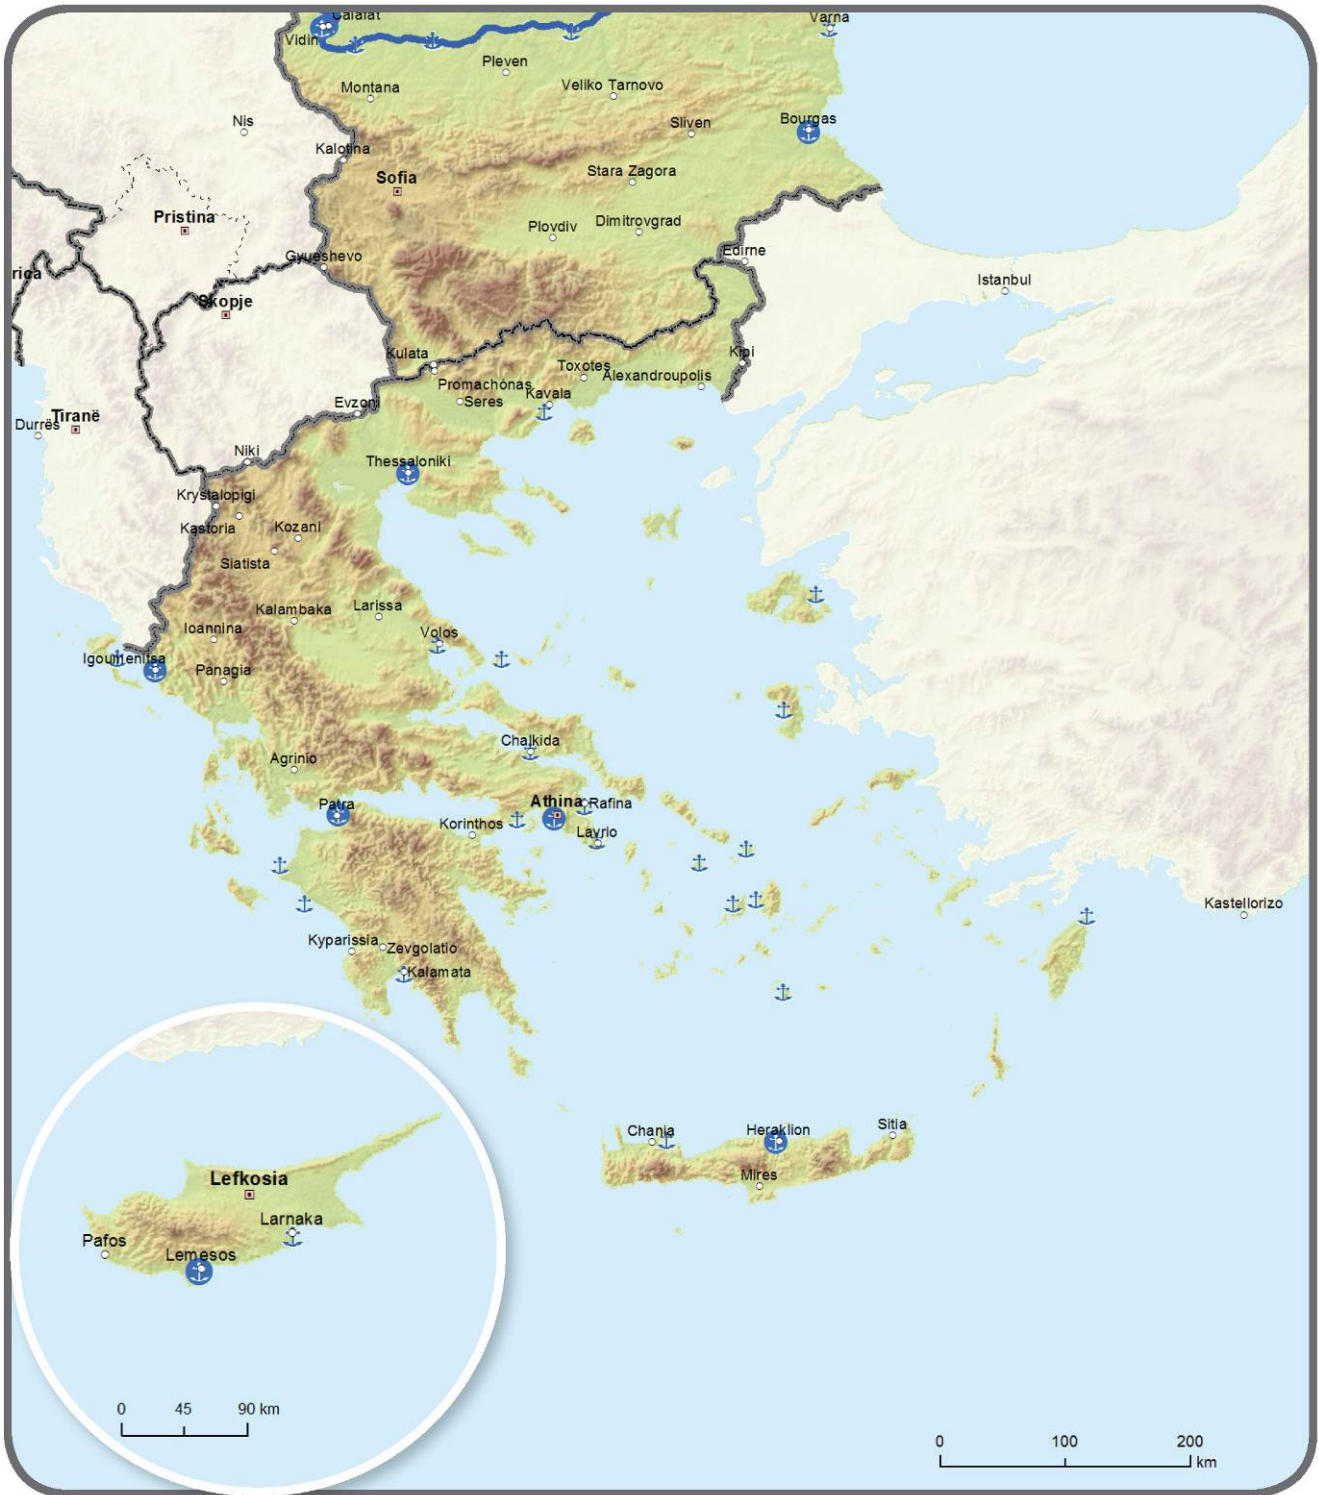 Calafat
Varna
Vidin
Pleven
Montana
Veliko Tarnovo
Nis
Sliven
Bourgas
Kalotina
Sofia
Stara Zagora
Pristina
Plovdiv
Dimitrovgrad
Gyueshevo
Edirne
rica
Istanbul
Skopje
Kulata
Kipi
Toxotes
Alexandroupolis
Promachónas
Kavala
Seres
Evzoni
Durrës
Tiranë
Niki
Thessaloniki
Krystalopigi
Kastoria
Kozani
Siatista
Kalambaka
Larissa
Ioannina
Volos
Igoumenitsa
Panagia
Chalkida
Agrinio
Patra
Athina
Rafina
Korinthos
Lavrio
Kastellorizo
Kyparissia
Zevgolatio
Kalamata
Chania
Heraklion
Sitia
Mires
Lefkosia
Larnaka
Pafos
Lemesos
0 45 90 km
0 100 200
km